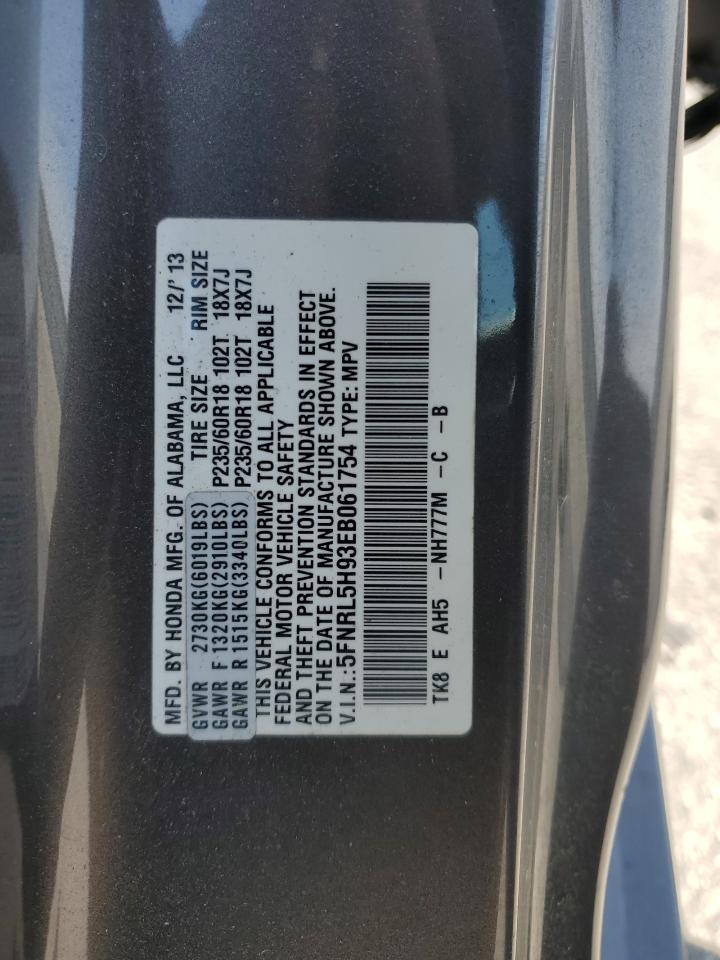 MFD. BY HONDA MFG. OF ALABAMA, LLC 12/' 13
GVWR 2730KG(6019LBS) TIRE SIZE RIM SIZE
GAWR F 1320KG(2910LBS) P235/60R18 102T 18X7J
GAWR R 1515KG(3340LBS) P235/60R18 102T 18X7J
THIS VEHICLE CONFORMS TO ALL APPLICABLE
FEDERAL MOTOR VEHICLE SAFETY
AND THEFT PREVENTION STANDARDS IN EFFECT
ON THE DATE OF MANUFACTURE SHOWN ABOVE.
V.I.N.:5FNRL5H93EB061754 TYPE: MPV
TK8 E AH5 -NH777M -C -B